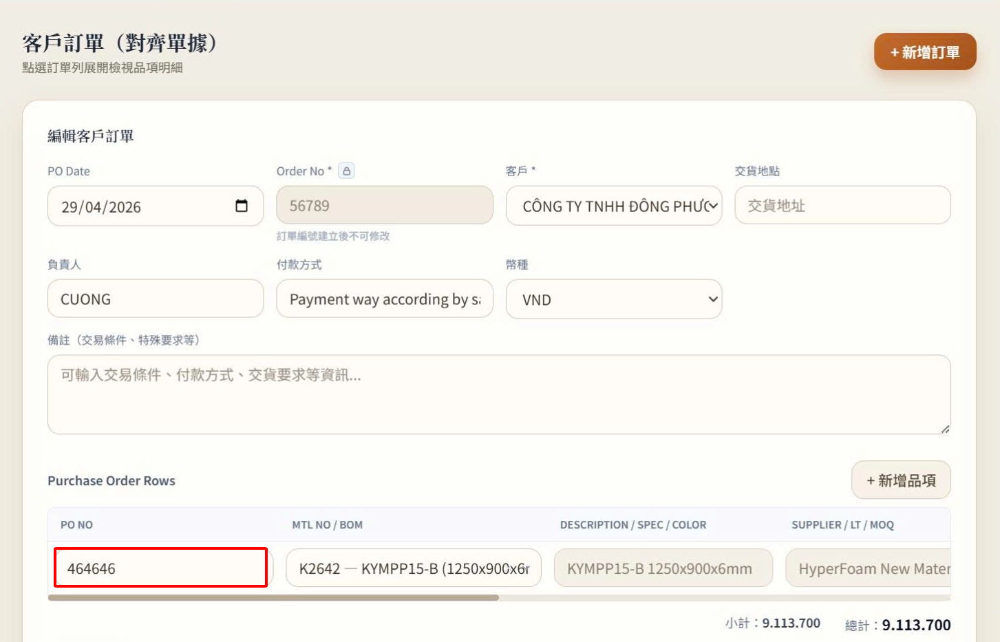 客戶訂單（對齊單據）
點選訂單列展開檢視品項明細
+ 新增訂單
編輯客戶訂單
PO Date
Order No *
客戶 *
交貨地點
29/04/2026
56789
CÔNG TY TNHH ĐÔNG PHƯƠ
交貨地址
訂單編號建立後不可修改
負責人
付款方式
幣種
CUONG
Payment way according by sa
VND
備註（交易條件、特殊要求等）
可輸入交易條件、付款方式、交貨要求等資訊...
Purchase Order Rows
+ 新增品項
PO NO
MTL NO / BOM
DESCRIPTION / SPEC / COLOR
SUPPLIER / LT / MOQ
464646
K2642 — KYMPP15-B (1250x900x6m
KYMPP15-B 1250x900x6mm
HyperFoam New Mater
小計：9.113.700
總計：9.113.700